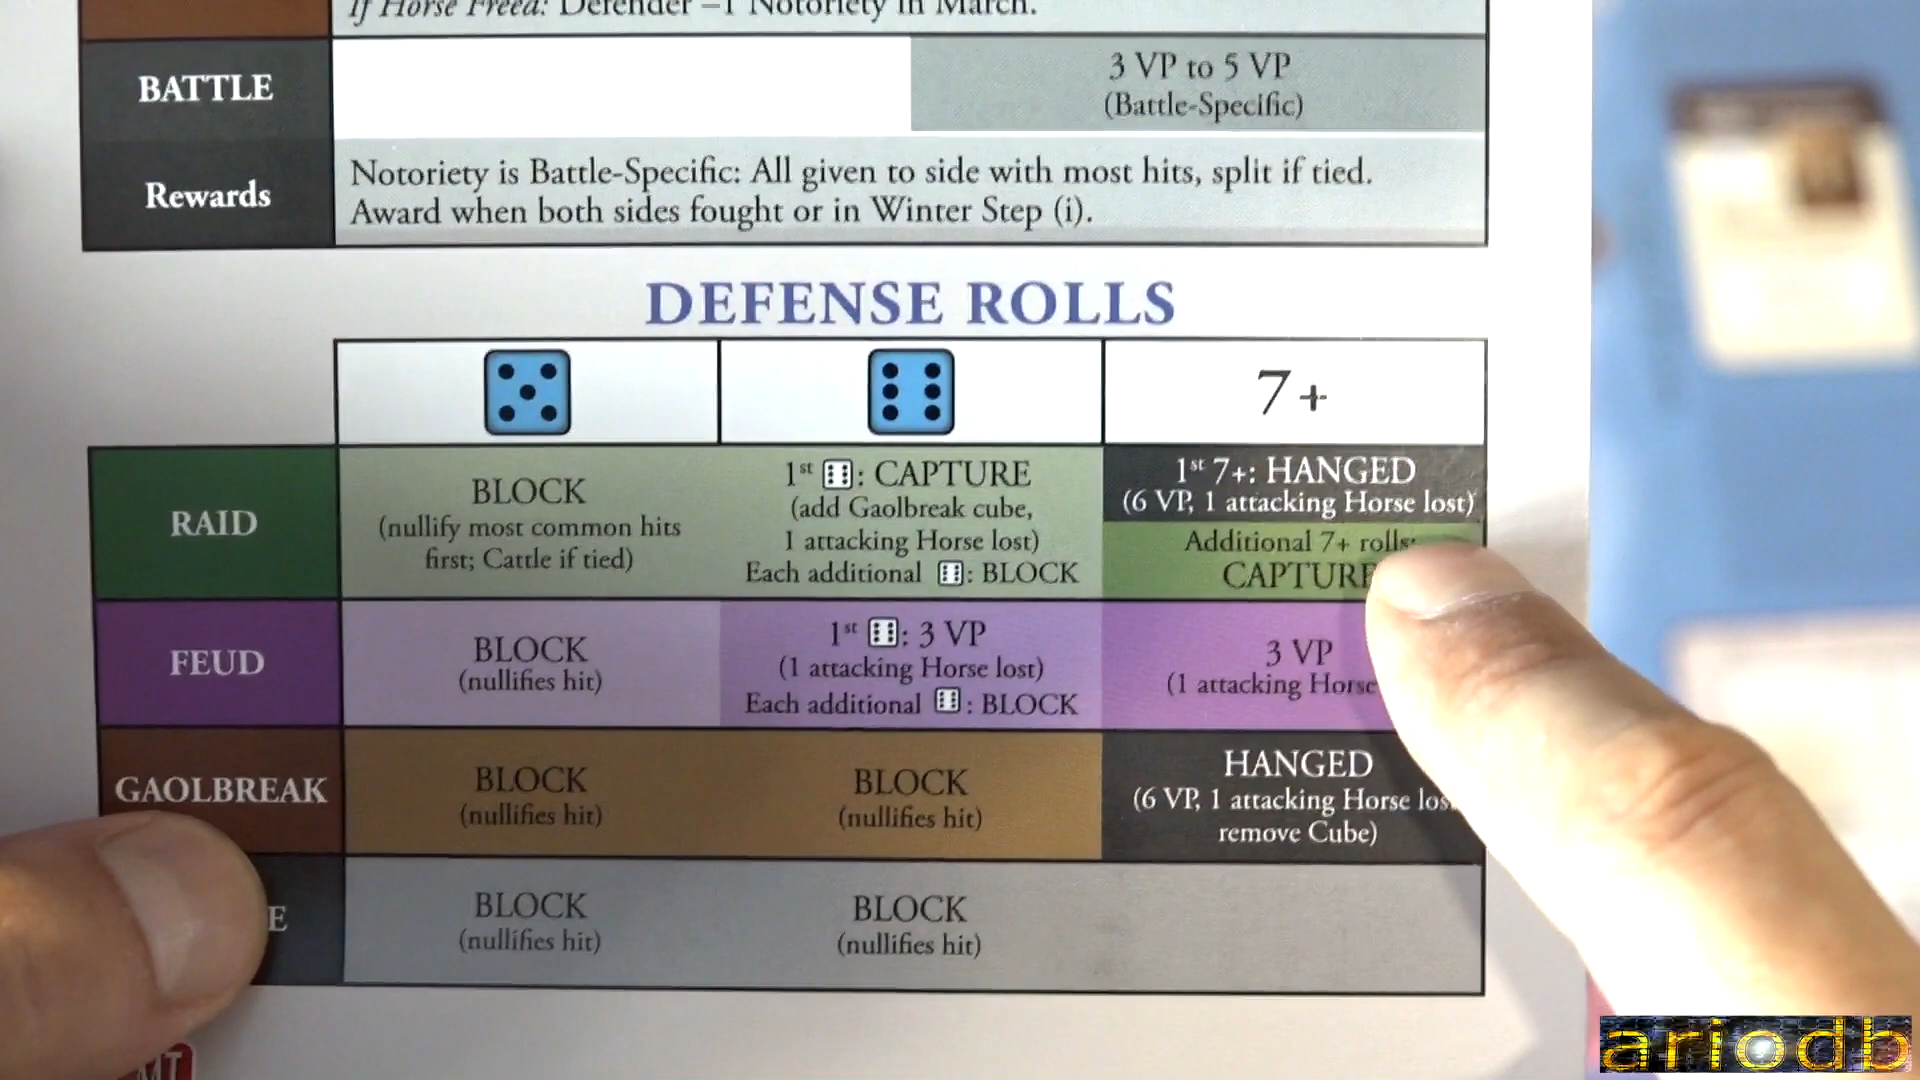 If Horse Freed: Defender –1 Notoriety in March.
BATTLE
3 VP to 5 VP
(Battle-Specific)
Rewards
Notoriety is Battle-Specific: All given to side with most hits, split if tied.
Award when both sides fought or in Winter Step (i).
DEFENSE ROLLS
7+
RAID
BLOCK
(nullify most common hits
first; Cattle if tied)
1st ⚅: CAPTURE
(add Gaolbreak cube,
1 attacking Horse lost)
Each additional ⚅: BLOCK
1st 7+: HANGED
(6 VP, 1 attacking Horse lost)
Additional 7+ rolls:
CAPTURE
FEUD
BLOCK
(nullifies hit)
1st ⚅: 3 VP
(1 attacking Horse lost)
Each additional ⚅: BLOCK
3 VP
(1 attacking Horse
GAOLBREAK
BLOCK
(nullifies hit)
BLOCK
(nullifies hit)
HANGED
(6 VP, 1 attacking Horse
remove Cube)
E
BLOCK
(nullifies hit)
BLOCK
(nullifies hit)
MT
ariodb